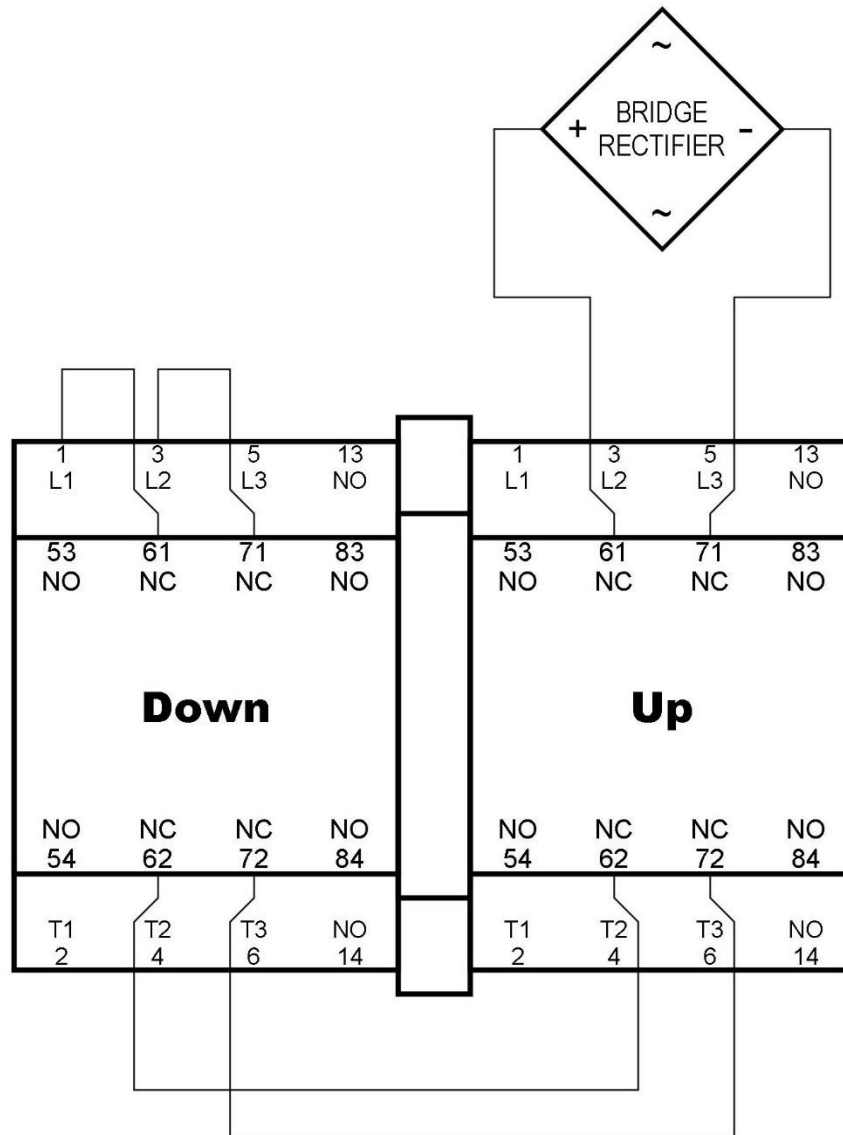 ~
+ BRIDGE -
RECTIFIER
~
1 3 5 13
L1 L2 L3 NO
53 61 71 83
NO NC NC NO
Down
NO NC NC NO
54 62 72 84
T1 T2 T3 NO
2 4 6 14
1 3 5 13
L1 L2 L3 NO
53 61 71 83
NO NC NC NO
Up
NO NC NC NO
54 62 72 84
T1 T2 T3 NO
2 4 6 14